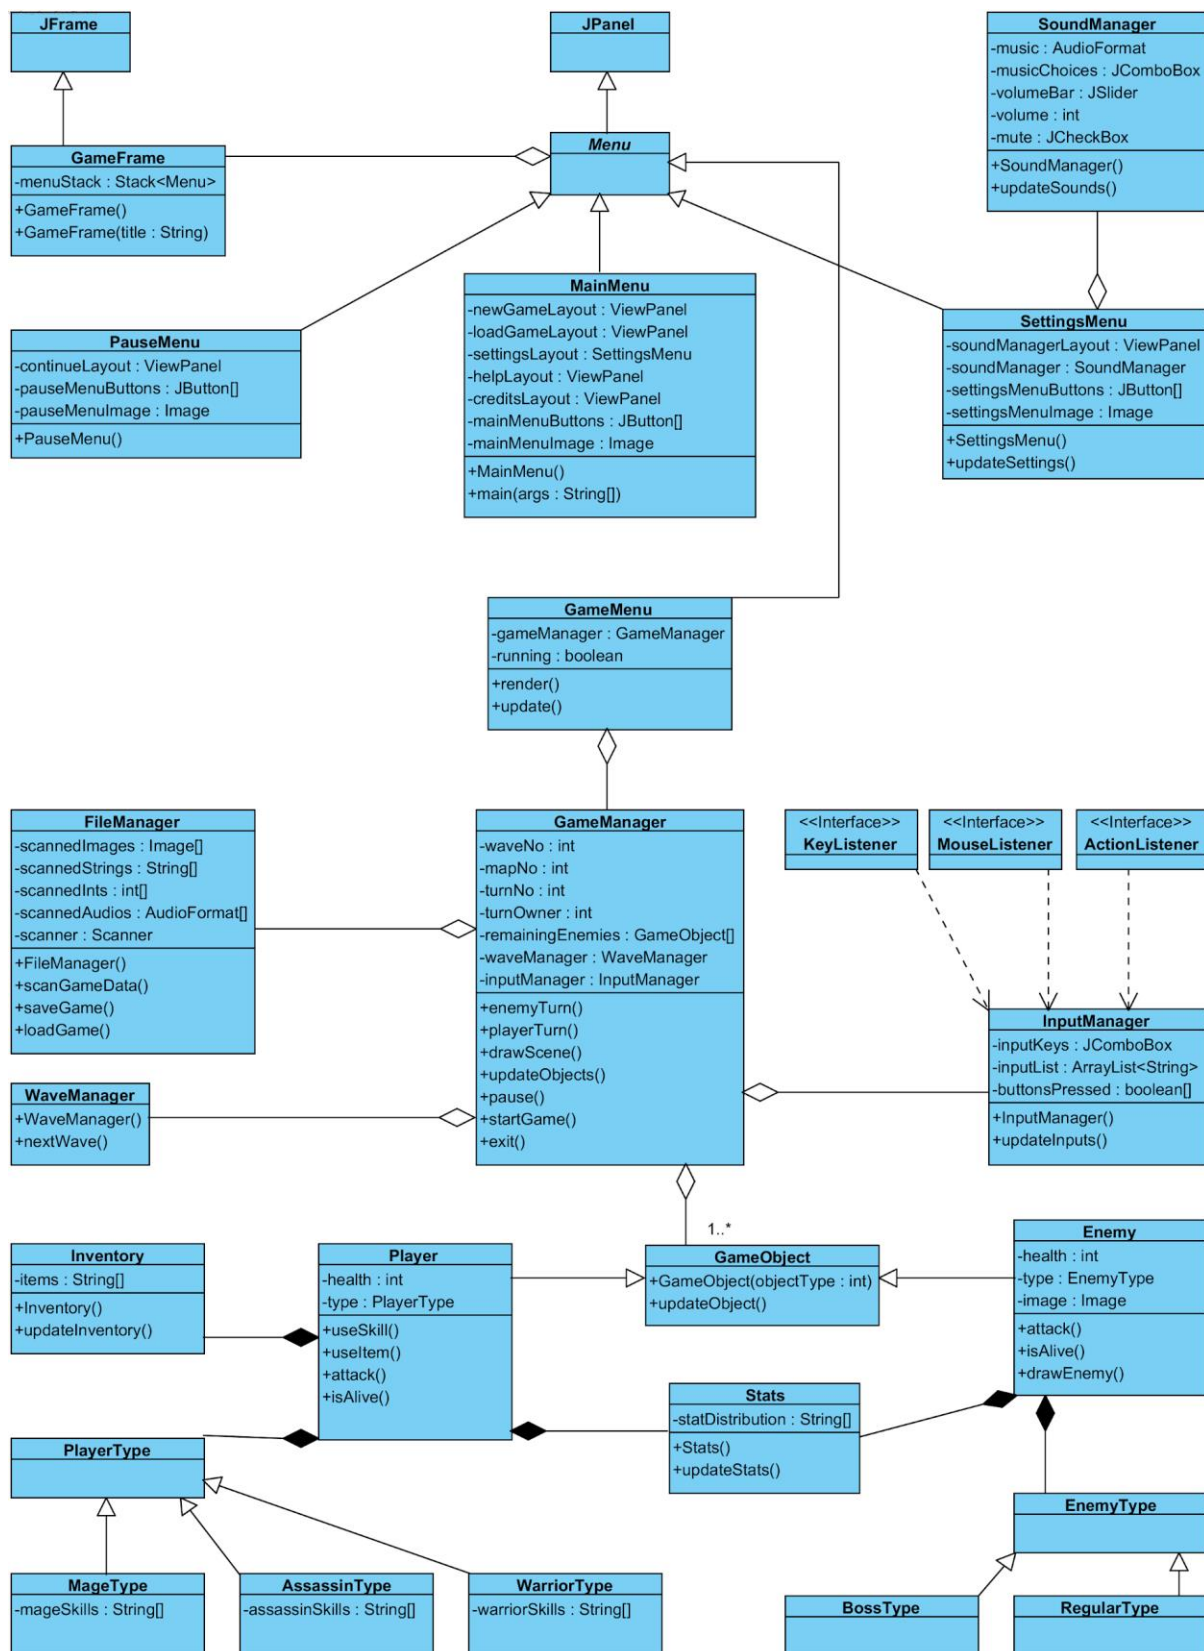 JFrame
JPanel
SoundManager
-music : AudioFormat
-musicChoices : JComboBox
-volumeBar : JSlider
-volume : int
-mute : JCheckBox
+SoundManager()
+updateSounds()
GameFrame
-menuStack : Stack<Menu>
+GameFrame()
+GameFrame(title : String)
Menu
PauseMenu
-continueLayout : ViewPanel
-pauseMenuButtons : JButton[]
-pauseMenuImage : Image
+PauseMenu()
MainMenu
-newGameLayout : ViewPanel
-loadGameLayout : ViewPanel
-settingsLayout : SettingsMenu
-helpLayout : ViewPanel
-creditsLayout : ViewPanel
-mainMenuButtons : JButton[]
-mainMenuImage : Image
+MainMenu()
+main(args : String[])
SettingsMenu
-soundManagerLayout : ViewPanel
-soundManager : SoundManager
-settingsMenuButtons : JButton[]
-settingsMenuImage : Image
+SettingsMenu()
+updateSettings()
GameMenu
-gameManager : GameManager
-running : boolean
+render()
+update()
FileManager
-scannedImages : Image[]
-scannedStrings : String[]
-scannedInts : int[]
-scannedAudios : AudioFormat[]
-scanner : Scanner
+FileManager()
+scanGameData()
+saveGame()
+loadGame()
GameManager
-waveNo : int
-mapNo : int
-turnNo : int
-turnOwner : int
-remainingEnemies : GameObject[]
-waveManager : WaveManager
-inputManager : InputManager
+enemyTurn()
+playerTurn()
+drawScene()
+updateObjects()
+pause()
+startGame()
+exit()
<<Interface>>
KeyListener
<<Interface>>
MouseListener
<<Interface>>
ActionListener
InputManager
-inputKeys : JComboBox
-inputList : ArrayList<String>
-buttonsPressed : boolean[]
+InputManager()
+updateInputs()
WaveManager
+WaveManager()
+nextWave()
1..*
Inventory
-items : String[]
+Inventory()
+updateInventory()
Player
-health : int
-type : PlayerType
+useSkill()
+useItem()
+attack()
+isAlive()
GameObject
+GameObject(objectType : int)
+updateObject()
Enemy
-health : int
-type : EnemyType
-image : Image
+attack()
+isAlive()
+drawEnemy()
Stats
-statDistribution : String[]
+Stats()
+updateStats()
PlayerType
EnemyType
MageType
-mageSkills : String[]
AssassinType
-assassinSkills : String[]
WarriorType
-warriorSkills : String[]
BossType
RegularType